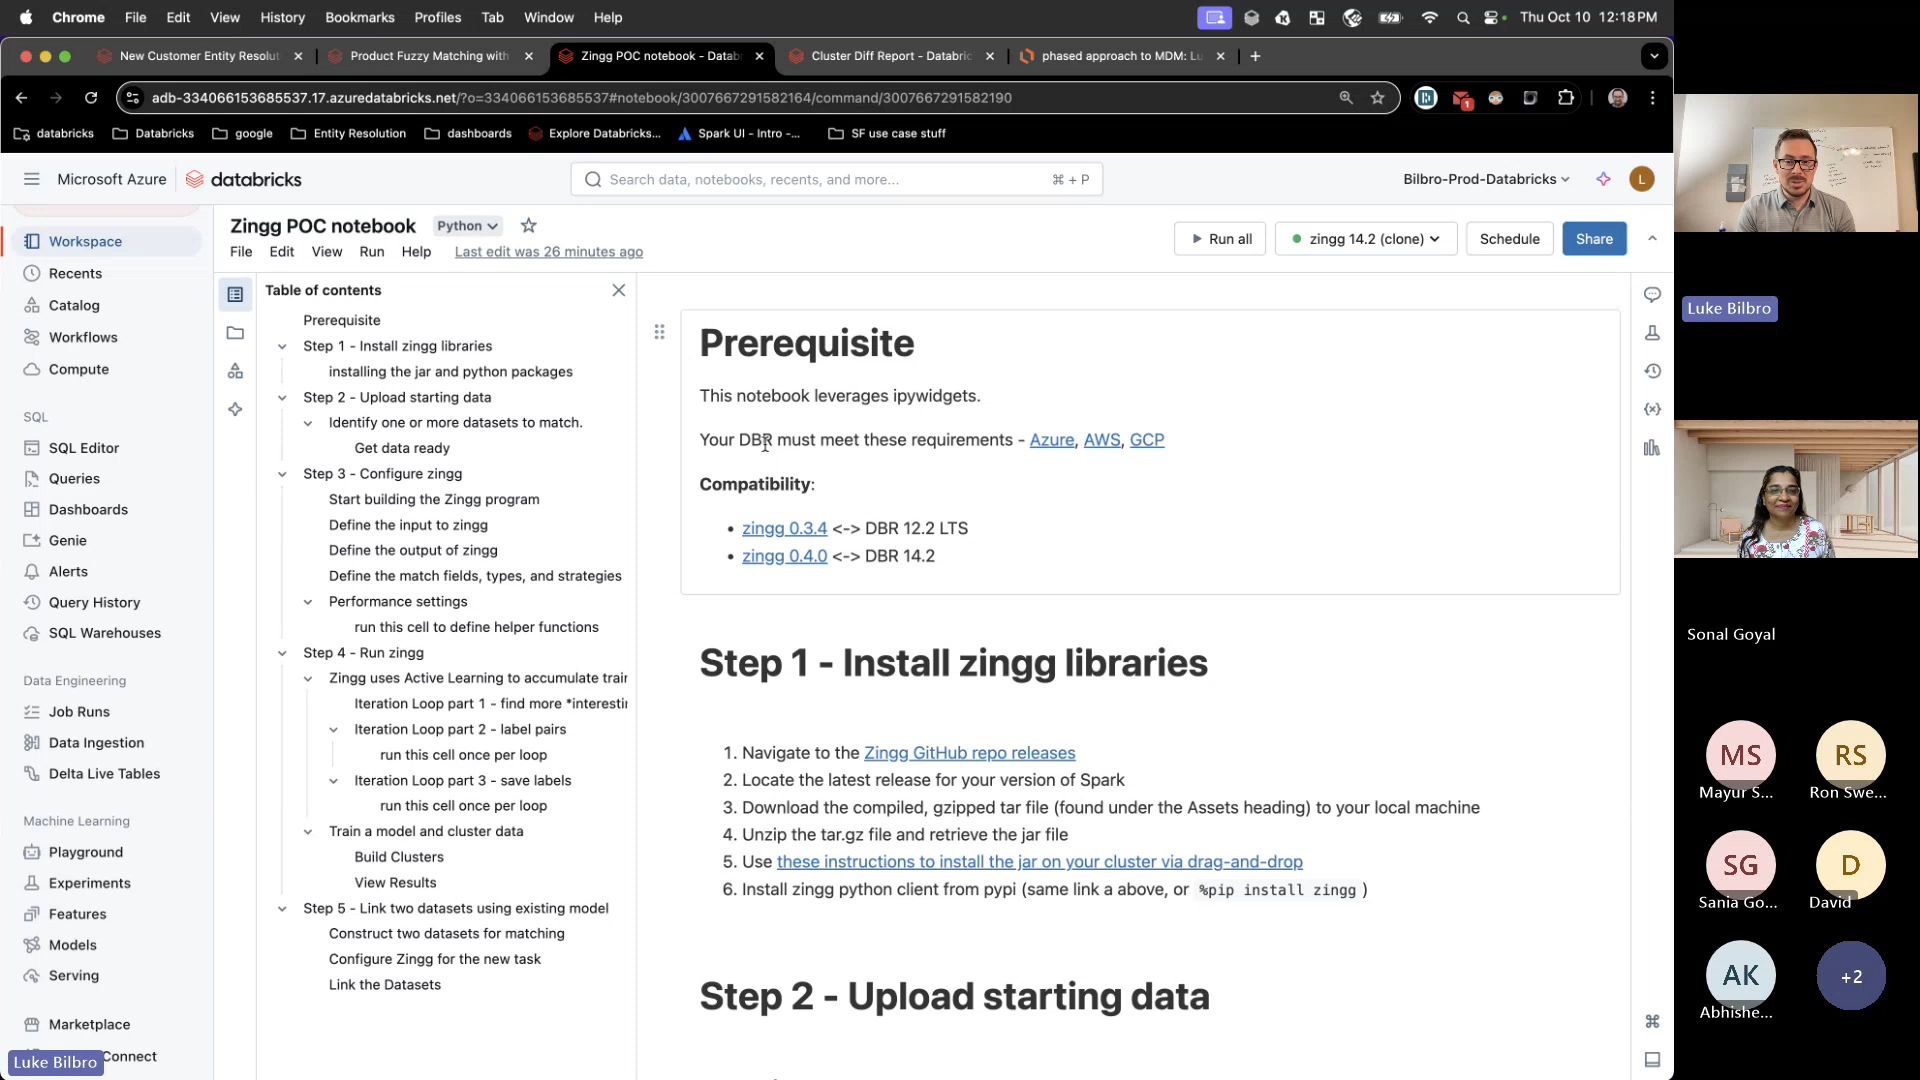 Chrome File Edit View History Bookmarks Profiles Tab Window Help Thu Oct 10 12:18 PM
New Customer Entity Resolut Product Fuzzy Matching with Zingg POC notebook - Datab Cluster Diff Report - Databric phased approach to MDM: Lu
adb-334066153685537.17.azuredatabricks.net/?o=334066153685537#notebook/3007667291582164/command/3007667291582190
databricks Databricks google Entity Resolution dashboards Explore Databricks... Spark UI - Intro -... SF use case stuff
Microsoft Azure databricks Search data, notebooks, recents, and more... ⌘ + P Bilbro-Prod-Databricks L
Zingg POC notebook Python
File Edit View Run Help Last edit was 26 minutes ago
Run all zingg 14.2 (clone) Schedule Share
Workspace
Recents
Catalog
Workflows
Compute
SQL
SQL Editor
Queries
Dashboards
Genie
Alerts
Query History
SQL Warehouses
Data Engineering
Job Runs
Data Ingestion
Delta Live Tables
Machine Learning
Playground
Experiments
Features
Models
Serving
Marketplace
Connect
Luke Bilbro
Table of contents
Prerequisite
Step 1 - Install zingg libraries
installing the jar and python packages
Step 2 - Upload starting data
Identify one or more datasets to match.
Get data ready
Step 3 - Configure zingg
Start building the Zingg program
Define the input to zingg
Define the output of zingg
Define the match fields, types, and strategies
Performance settings
run this cell to define helper functions
Step 4 - Run zingg
Zingg uses Active Learning to accumulate train
Iteration Loop part 1 - find more *interestin
Iteration Loop part 2 - label pairs
run this cell once per loop
Iteration Loop part 3 - save labels
run this cell once per loop
Train a model and cluster data
Build Clusters
View Results
Step 5 - Link two datasets using existing model
Construct two datasets for matching
Configure Zingg for the new task
Link the Datasets
Prerequisite
This notebook leverages ipywidgets.
Your DBR must meet these requirements - Azure, AWS, GCP
Compatibility:
• zingg 0.3.4 <-> DBR 12.2 LTS
• zingg 0.4.0 <-> DBR 14.2
Step 1 - Install zingg libraries
1. Navigate to the Zingg GitHub repo releases
2. Locate the latest release for your version of Spark
3. Download the compiled, gzipped tar file (found under the Assets heading) to your local machine
4. Unzip the tar.gz file and retrieve the jar file
5. Use these instructions to install the jar on your cluster via drag-and-drop
6. Install zingg python client from pypi (same link a above, or %pip install zingg )
Step 2 - Upload starting data
Luke Bilbro
Sonal Goyal
MS RS
Mayur S... Ron Swe...
SG D
Sania Go... David
AK +2
Abhishe...